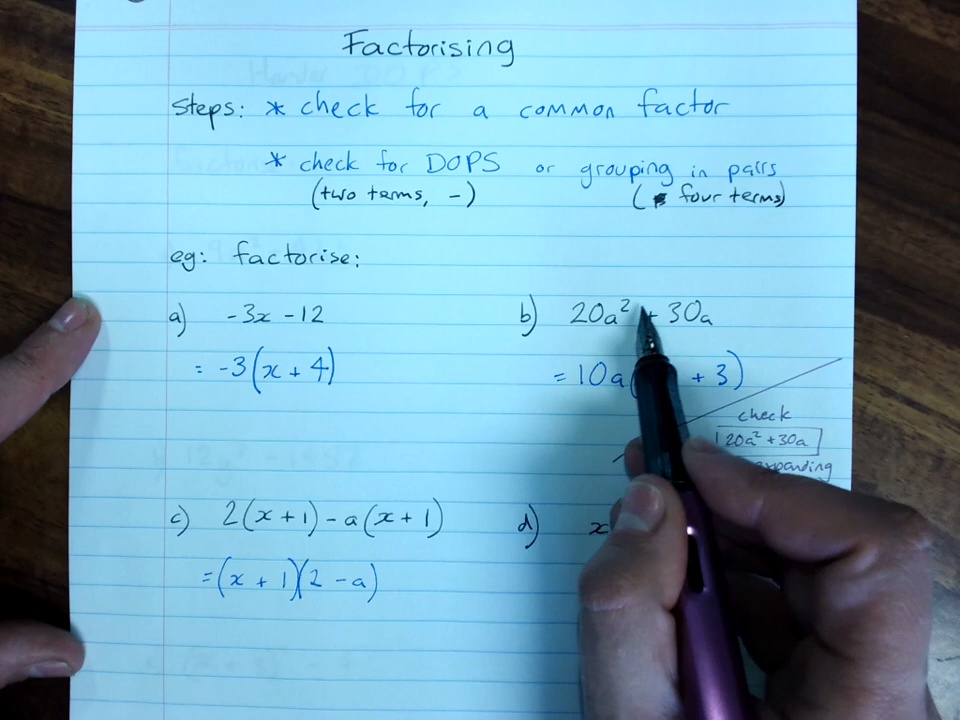 Factorising
steps: * check for a common factor
* check for DOPS or grouping in pairs
(two terms, -) ( four terms)
eg: factorise:
a) -3x - 12
b) 20a² + 30a
= -3(x + 4)
= 10a( + 3)
check
20a² + 30a
c) 2(x+1) - a(x+1)
d) x
= (x + 1)(2 - a)